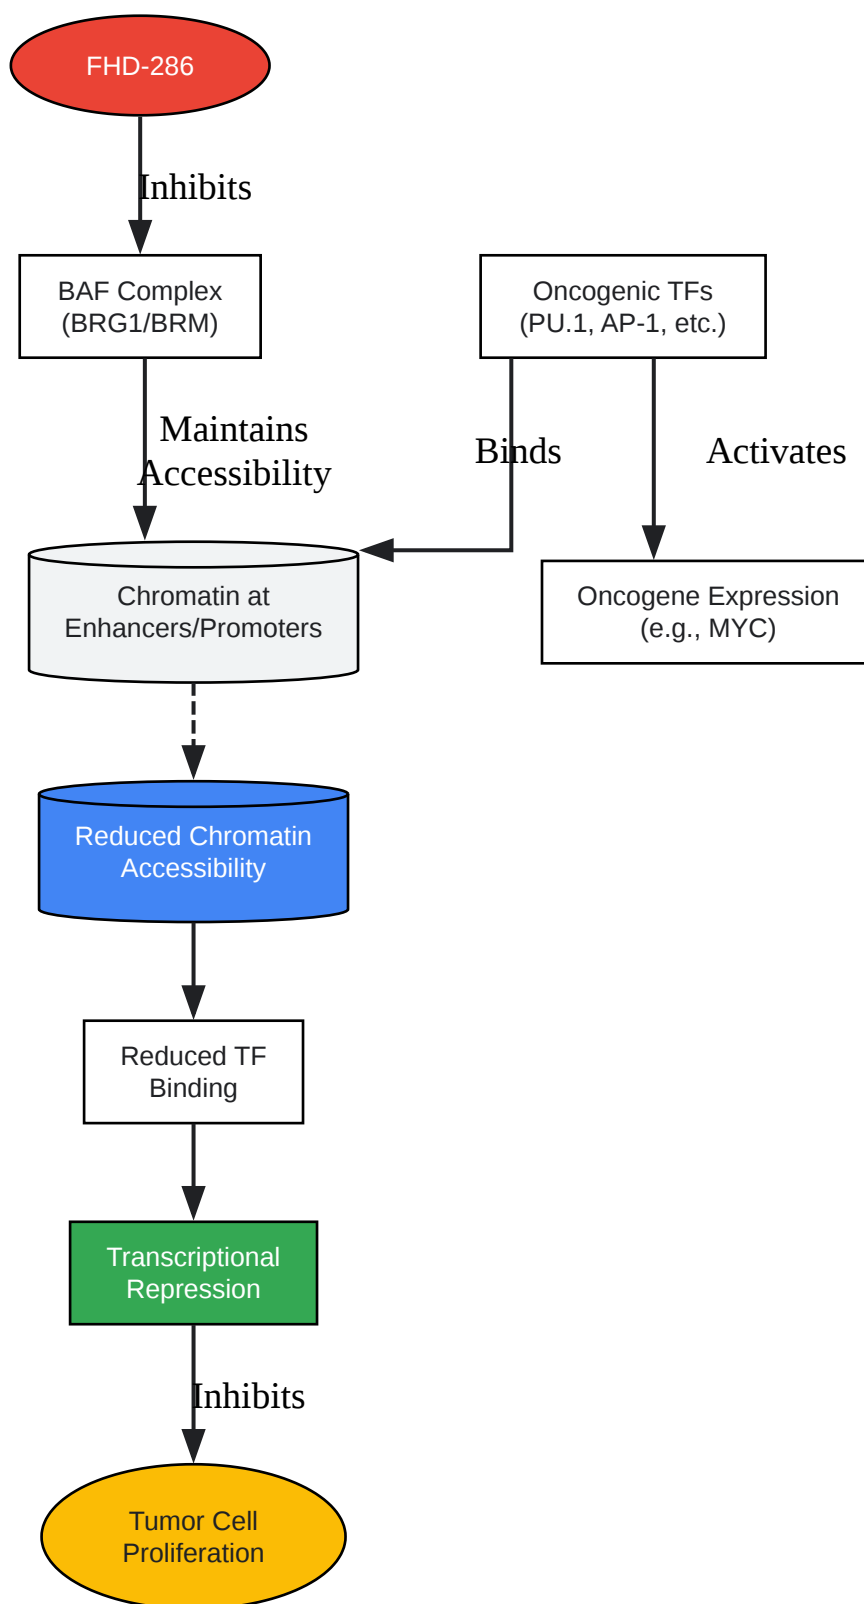 FHD-286
Inhibits
BAF Complex
(BRG1/BRM)
Oncogenic TFs
(PU.1, AP-1, etc.)
Maintains
Accessibility
Binds
Activates
Chromatin at
Enhancers/Promoters
Oncogene Expression
(e.g., MYC)
Reduced Chromatin
Accessibility
Reduced TF
Binding
Transcriptional
Repression
Inhibits
Tumor Cell
Proliferation